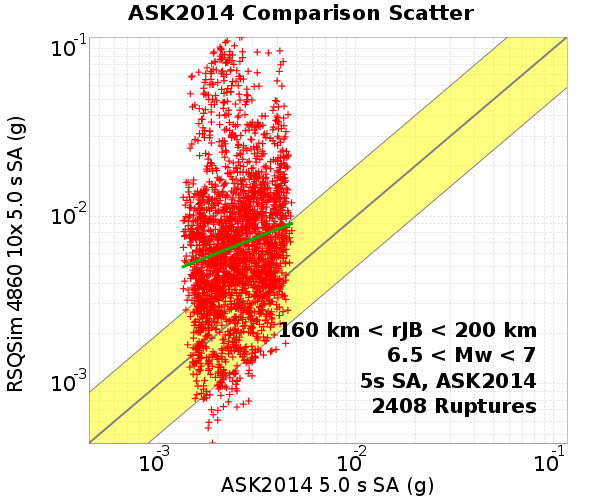 ASK2014 Comparison Scatter
RSQSim 4860 10x 5.0 s SA (g)
10-1
10-2
10-3
160 km < rJB < 200 km
6.5 < Mw < 7
5s SA, ASK2014
2408 Ruptures
10-3 10-2 10-1
ASK2014 5.0 s SA (g)